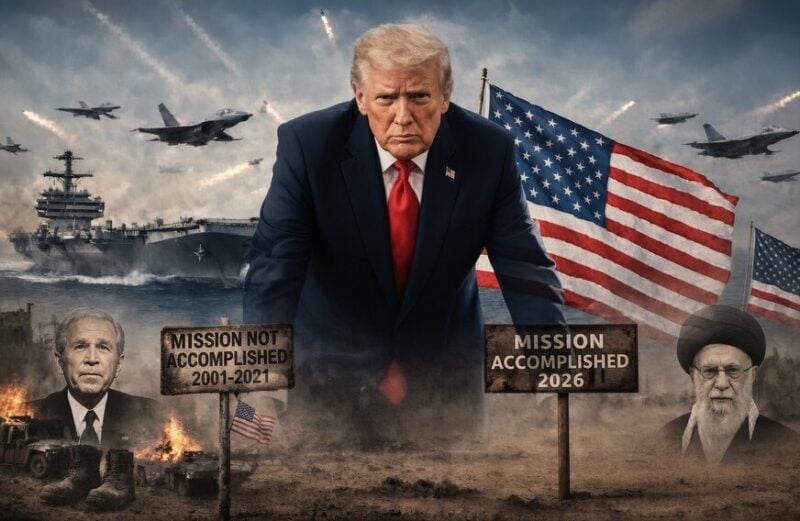 MISSION NOT
ACCOMPLISHED
2001-2021
MISSION
ACCOMPLISHED
2026